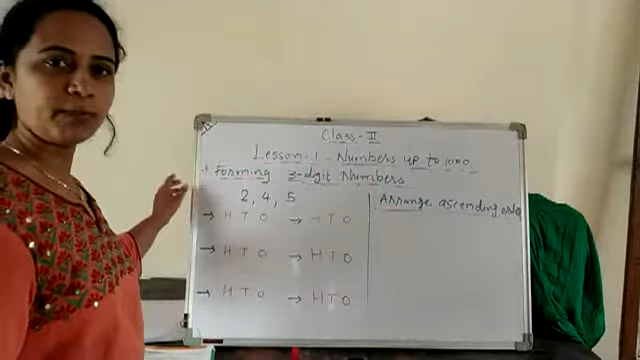 Class-II
Lesson-1 - Numbers up to 1000
Forming 3-digit Numbers
2, 4, 5
Arrange ascending order
→ H T O → H T O
→ H T O → H T O
→ H T O → H T O